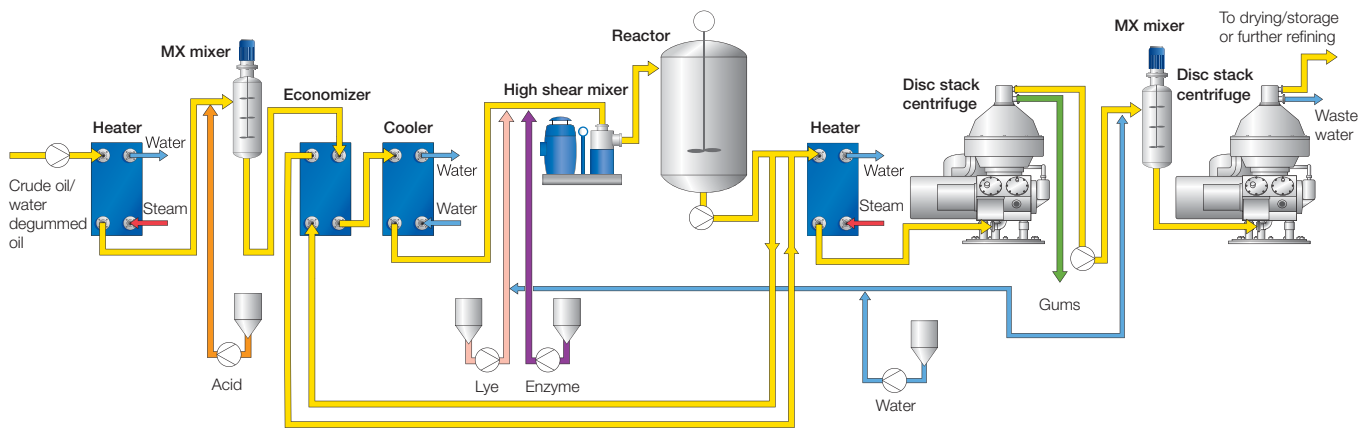 MX mixer
Economizer
Heater
Water
Crude oil/
water
degummed
oil
Steam
Acid
Cooler
Water
Water
High shear mixer
Reactor
Lye
Enzyme
Heater
Water
Steam
Water
Disc stack
centrifuge
Gums
MX mixer
Disc stack
centrifuge
To drying/storage
or further refining
Waste
water